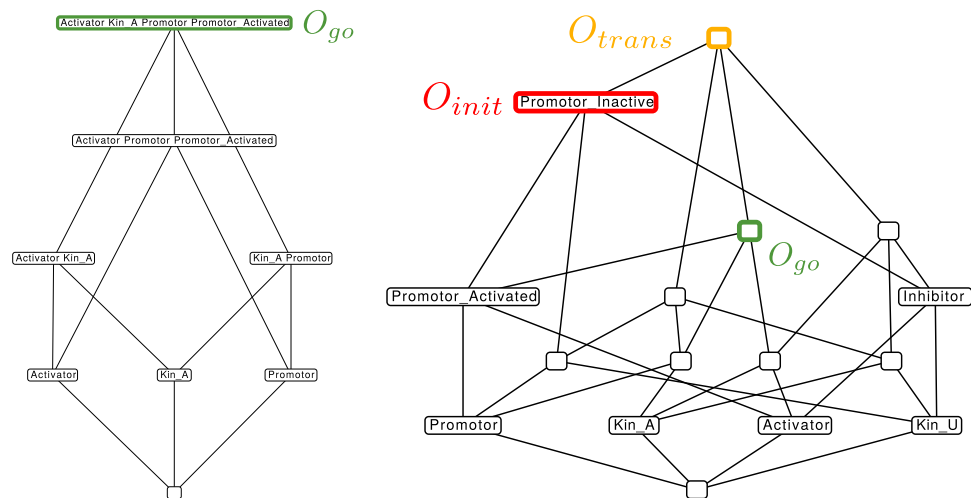 Activator Kin_A Promotor Promotor_Activated
O_go
Activator Promotor Promotor_Activated
Activator Kin_A
Kin_A Promotor
Activator
Kin_A
Promotor
O_trans
O_init
Promotor_Inactive
O_go
Promotor_Activated
Inhibitor
Promotor
Kin_A
Activator
Kin_U